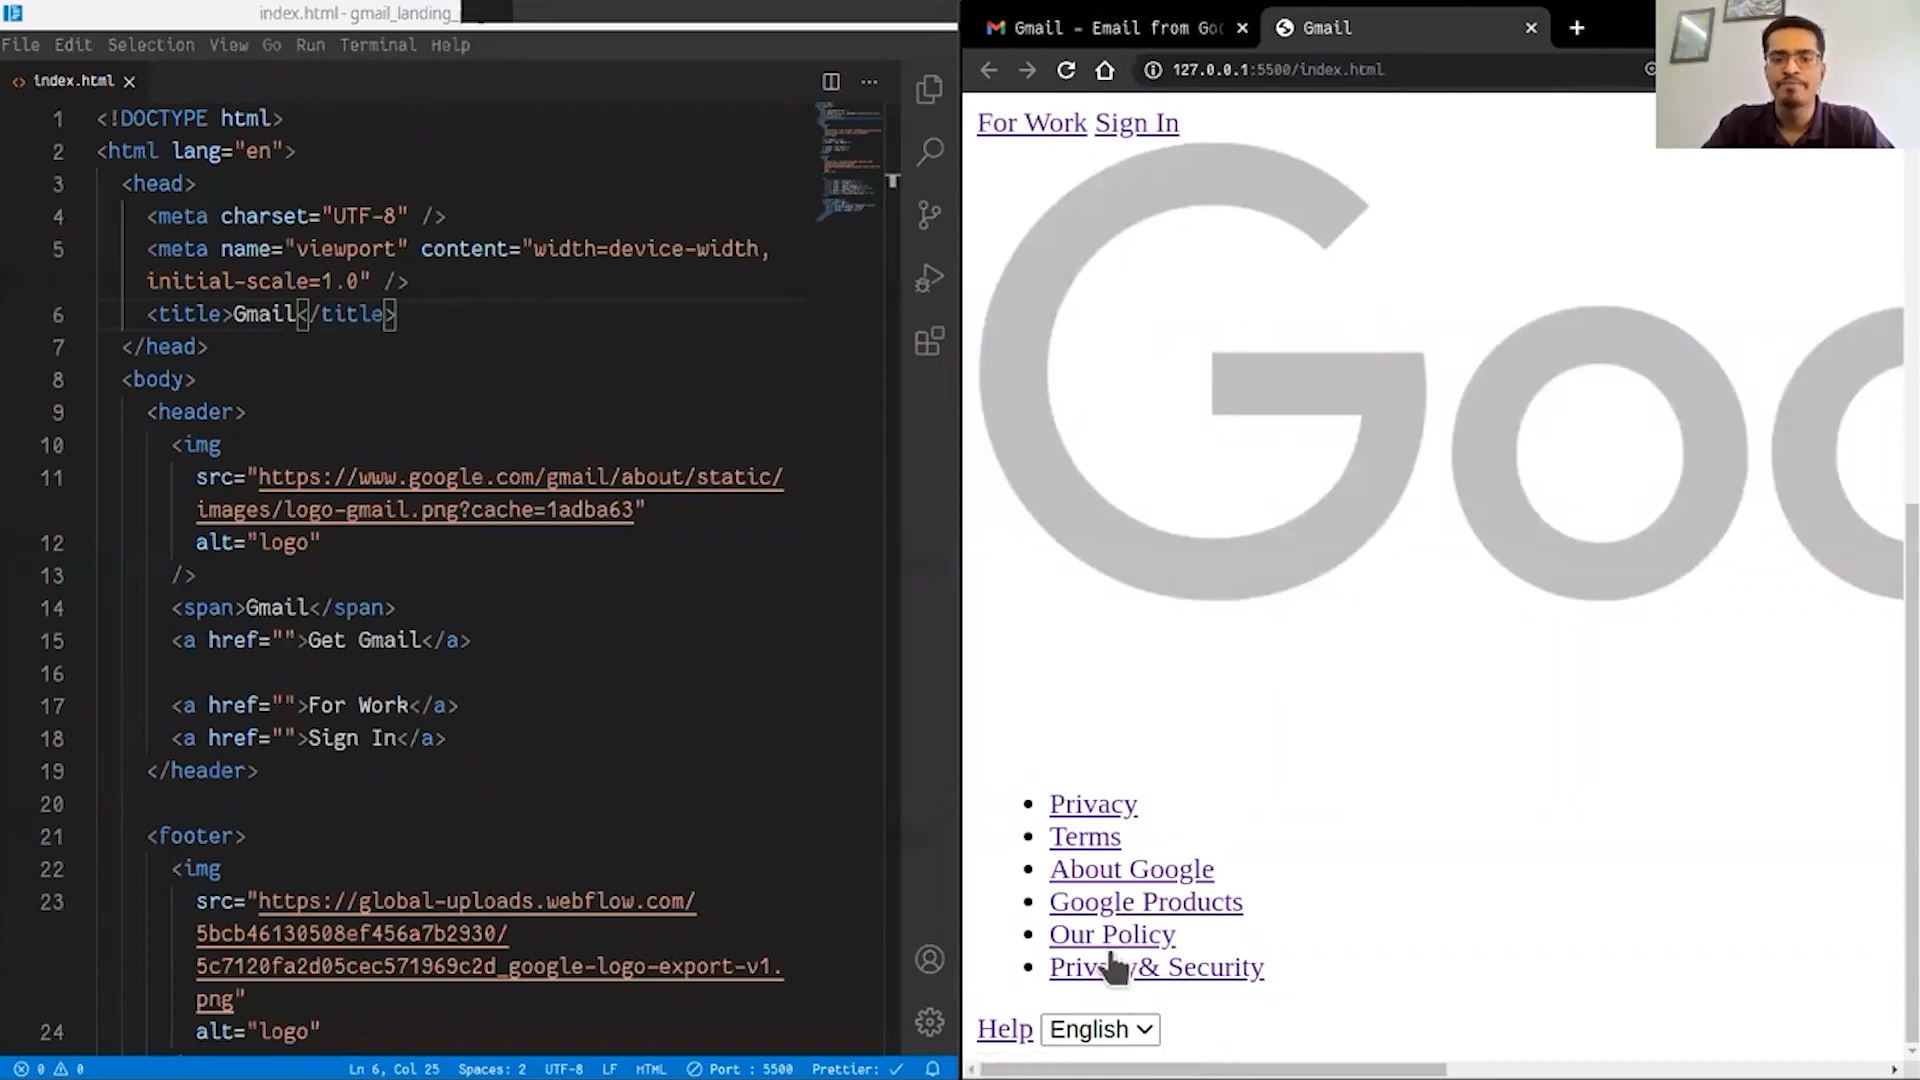 index.html - gmail_landing_
File Edit Selection View Go Run Terminal Help
index.html
1 <!DOCTYPE html>
2 <html lang="en">
3 <head>
4 <meta charset="UTF-8" />
5 <meta name="viewport" content="width=device-width,
initial-scale=1.0" />
6 <title>Gmail</title>
7 </head>
8 <body>
9 <header>
10 <img
11 src="https://www.google.com/gmail/about/static/
images/logo-gmail.png?cache=1adba63"
12 alt="logo"
13 />
14 <span>Gmail</span>
15 <a href="">Get Gmail</a>
16
17 <a href="">For Work</a>
18 <a href="">Sign In</a>
19 </header>
20
21 <footer>
22 <img
23 src="https://global-uploads.webflow.com/
5bcb46130508ef456a7b2930/
5c7120fa2d05cec571969c2d_google-logo-export-v1.
png"
24 alt="logo"
0 0 Ln 6, Col 25 Spaces: 2 UTF-8 LF HTML Port : 5500 Prettier: ✓
Gmail - Email from Goo
Gmail
127.0.0.1:5500/index.html
For Work Sign In
Goo
Privacy
Terms
About Google
Google Products
Our Policy
& Security
Help English